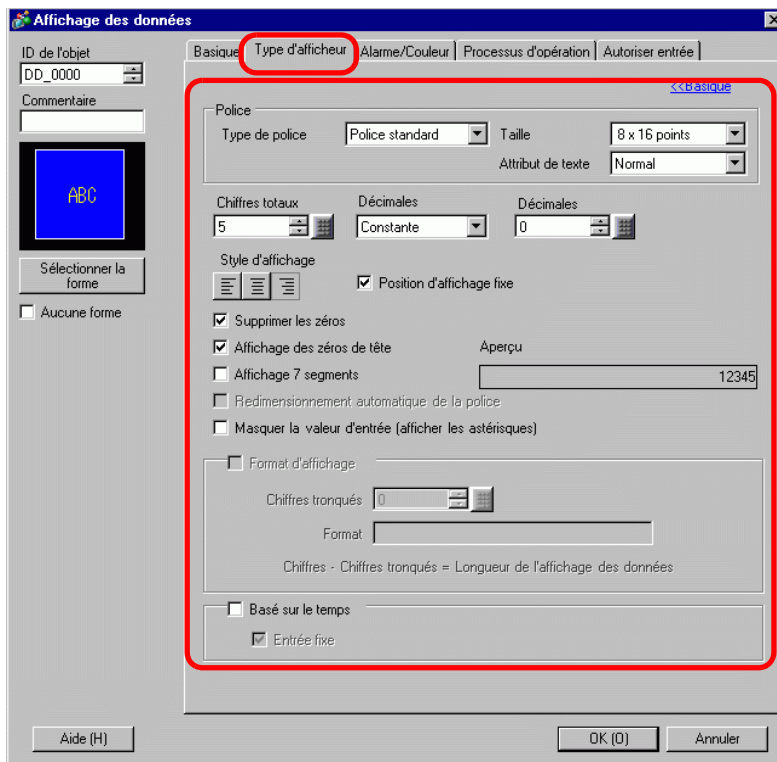 Affichage des données
ID de l'objet
DD_0000
Commentaire
ABC
Sélectionner la
forme
Aucune forme
Basique Type d'afficheur Alarme/Couleur Processus d'opération Autoriser entrée
<<Basique
Police
Type de police Police standard Taille 8 x 16 points
Attribut de texte Normal
Chiffres totaux Décimales Décimales
5 Constante 0
Style d'affichage
Position d'affichage fixe
Supprimer les zéros
Affichage des zéros de tête Aperçu
Affichage 7 segments 12345
Redimensionnement automatique de la police
Masquer la valeur d'entrée (afficher les astérisques)
Format d'affichage
Chiffres tronqués 0
Format
Chiffres - Chiffres tronqués = Longueur de l'affichage des données
Basé sur le temps
Entrée fixe
Aide (H) OK (O) Annuler